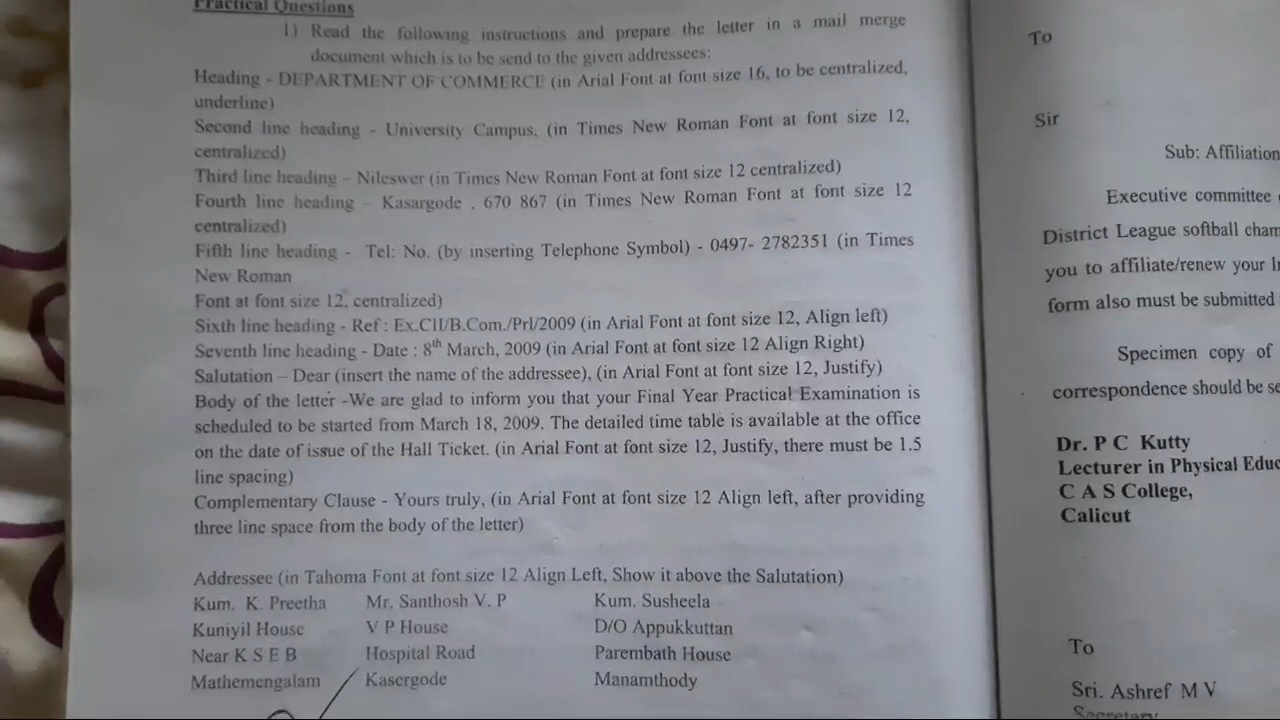 Practical Questions
1) Read the following instructions and prepare the letter in a mail merge
document which is to be send to the given addressees:
Heading - DEPARTMENT OF COMMERCE (in Arial Font at font size 16, to be centralized,
underline)
Second line heading - University Campus, (in Times New Roman Font at font size 12,
centralized)
Third line heading – Nileswer (in Times New Roman Font at font size 12 centralized)
Fourth line heading – Kasargode , 670 867 (in Times New Roman Font at font size 12
centralized)
Fifth line heading - Tel: No. (by inserting Telephone Symbol) - 0497- 2782351 (in Times
New Roman
Font at font size 12, centralized)
Sixth line heading - Ref : Ex.CII/B.Com./Prl/2009 (in Arial Font at font size 12, Align left)
Seventh line heading - Date : 8th March, 2009 (in Arial Font at font size 12 Align Right)
Salutation – Dear (insert the name of the addressee), (in Arial Font at font size 12, Justify)
Body of the letter -We are glad to inform you that your Final Year Practical Examination is
scheduled to be started from March 18, 2009. The detailed time table is available at the office
on the date of issue of the Hall Ticket. (in Arial Font at font size 12, Justify, there must be 1.5
line spacing)
Complementary Clause - Yours truly, (in Arial Font at font size 12 Align left, after providing
three line space from the body of the letter)
Addressee (in Tahoma Font at font size 12 Align Left, Show it above the Salutation)
Kum. K. Preetha Mr. Santhosh V. P Kum. Susheela
Kuniyil House V P House D/O Appukkuttan
Near K S E B Hospital Road Parembath House
Mathemengalam Kasergode Manamthody
To
Sir
Sub: Affiliation
Executive committee
District League softball cham
you to affiliate/renew your
form also must be submitted
Specimen copy of
correspondence should be se
Dr. P C Kutty
Lecturer in Physical Educ
C A S College,
Calicut
To
Sri. Ashref M V